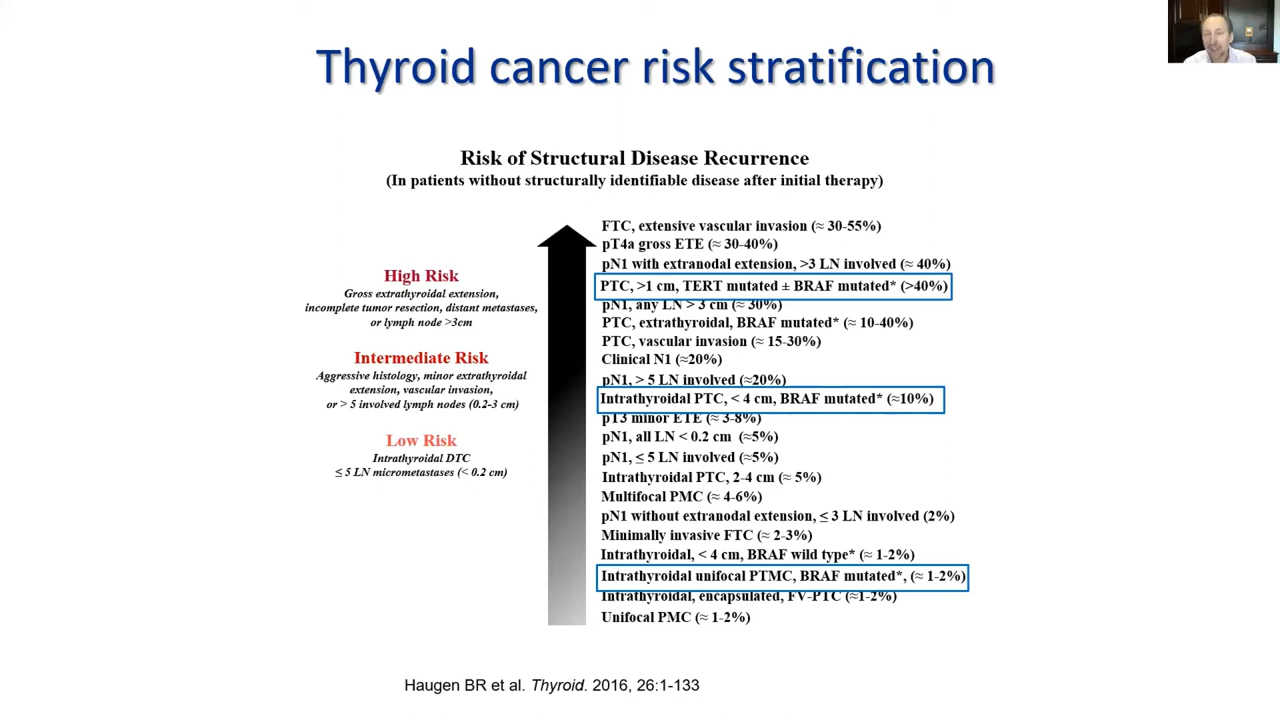 Thyroid cancer risk stratification
Risk of Structural Disease Recurrence
(In patients without structurally identifiable disease after initial therapy)
High Risk
Gross extrathyroidal extension,
incomplete tumor resection, distant metastases,
or lymph node >3cm
Intermediate Risk
Aggressive histology, minor extrathyroidal
extension, vascular invasion,
or > 5 involved lymph nodes (0.2-3 cm)
Low Risk
Intrathyroidal DTC
≤ 5 LN micrometastases (< 0.2 cm)
FTC, extensive vascular invasion (≈ 30-55%)
pT4a gross ETE (≈ 30-40%)
pN1 with extranodal extension, >3 LN involved (≈ 40%)
PTC, >1 cm, TERT mutated ± BRAF mutated* (>40%)
pN1, any LN > 3 cm (≈ 30%)
PTC, extrathyroidal, BRAF mutated* (≈ 10-40%)
PTC, vascular invasion (≈ 15-30%)
Clinical N1 (≈20%)
pN1, > 5 LN involved (≈20%)
Intrathyroidal PTC, < 4 cm, BRAF mutated* (≈10%)
pT3 minor ETE (≈ 3-8%)
pN1, all LN < 0.2 cm (≈5%)
pN1, ≤ 5 LN involved (≈5%)
Intrathyroidal PTC, 2-4 cm (≈ 5%)
Multifocal PMC (≈ 4-6%)
pN1 without extranodal extension, ≤ 3 LN involved (2%)
Minimally invasive FTC (≈ 2-3%)
Intrathyroidal, < 4 cm, BRAF wild type* (≈ 1-2%)
Intrathyroidal unifocal PTMC, BRAF mutated*, (≈ 1-2%)
Intrathyroidal, encapsulated, FV-PTC (≈1-2%)
Unifocal PMC (≈ 1-2%)
Haugen BR et al. Thyroid. 2016, 26:1-133